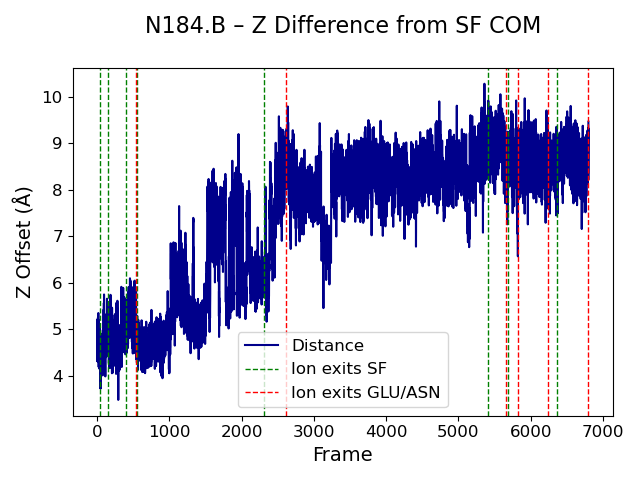 N184.B – Z Difference from SF COM
10
9
8
7
6
5
4
Z Offset (Å)
Distance
Ion exits SF
Ion exits GLU/ASN
0 1000 2000 3000 4000 5000 6000 7000
Frame